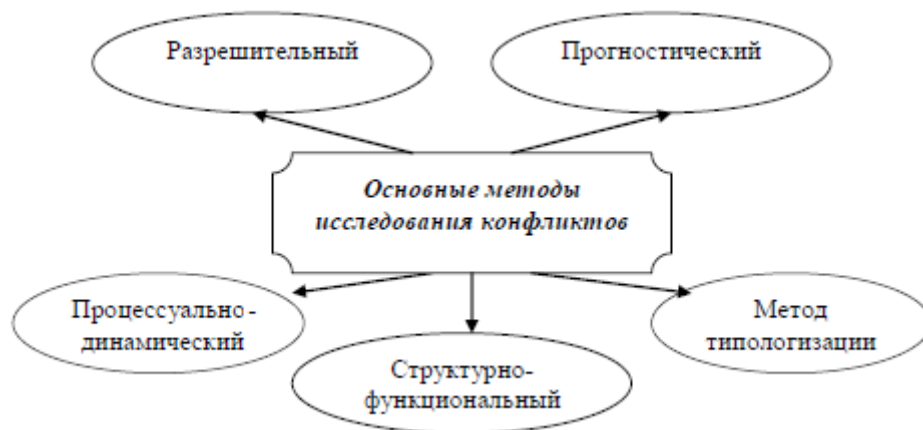 Разрешительный
Прогностический
Основные методы
исследования конфликтов
Процессуально-
динамический
Структурно-
функциональный
Метод
типологизации